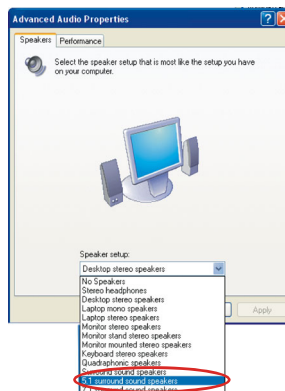 Advanced Audio Properties
Speakers
Performance
Select the speaker setup that is most like the setup you have
on your computer.
Speaker setup:
Desktop stereo speakers
No Speakers
Stereo headphones
Desktop stereo speakers
Laptop mono speakers
Laptop stereo speakers
Monitor stereo speakers
Monitor stand stereo speakers
Monitor mounted stereo speakers
Keyboard stereo speakers
Quadraphonic speakers
Surround sound speakers
5.1 surround sound speakers
Apply